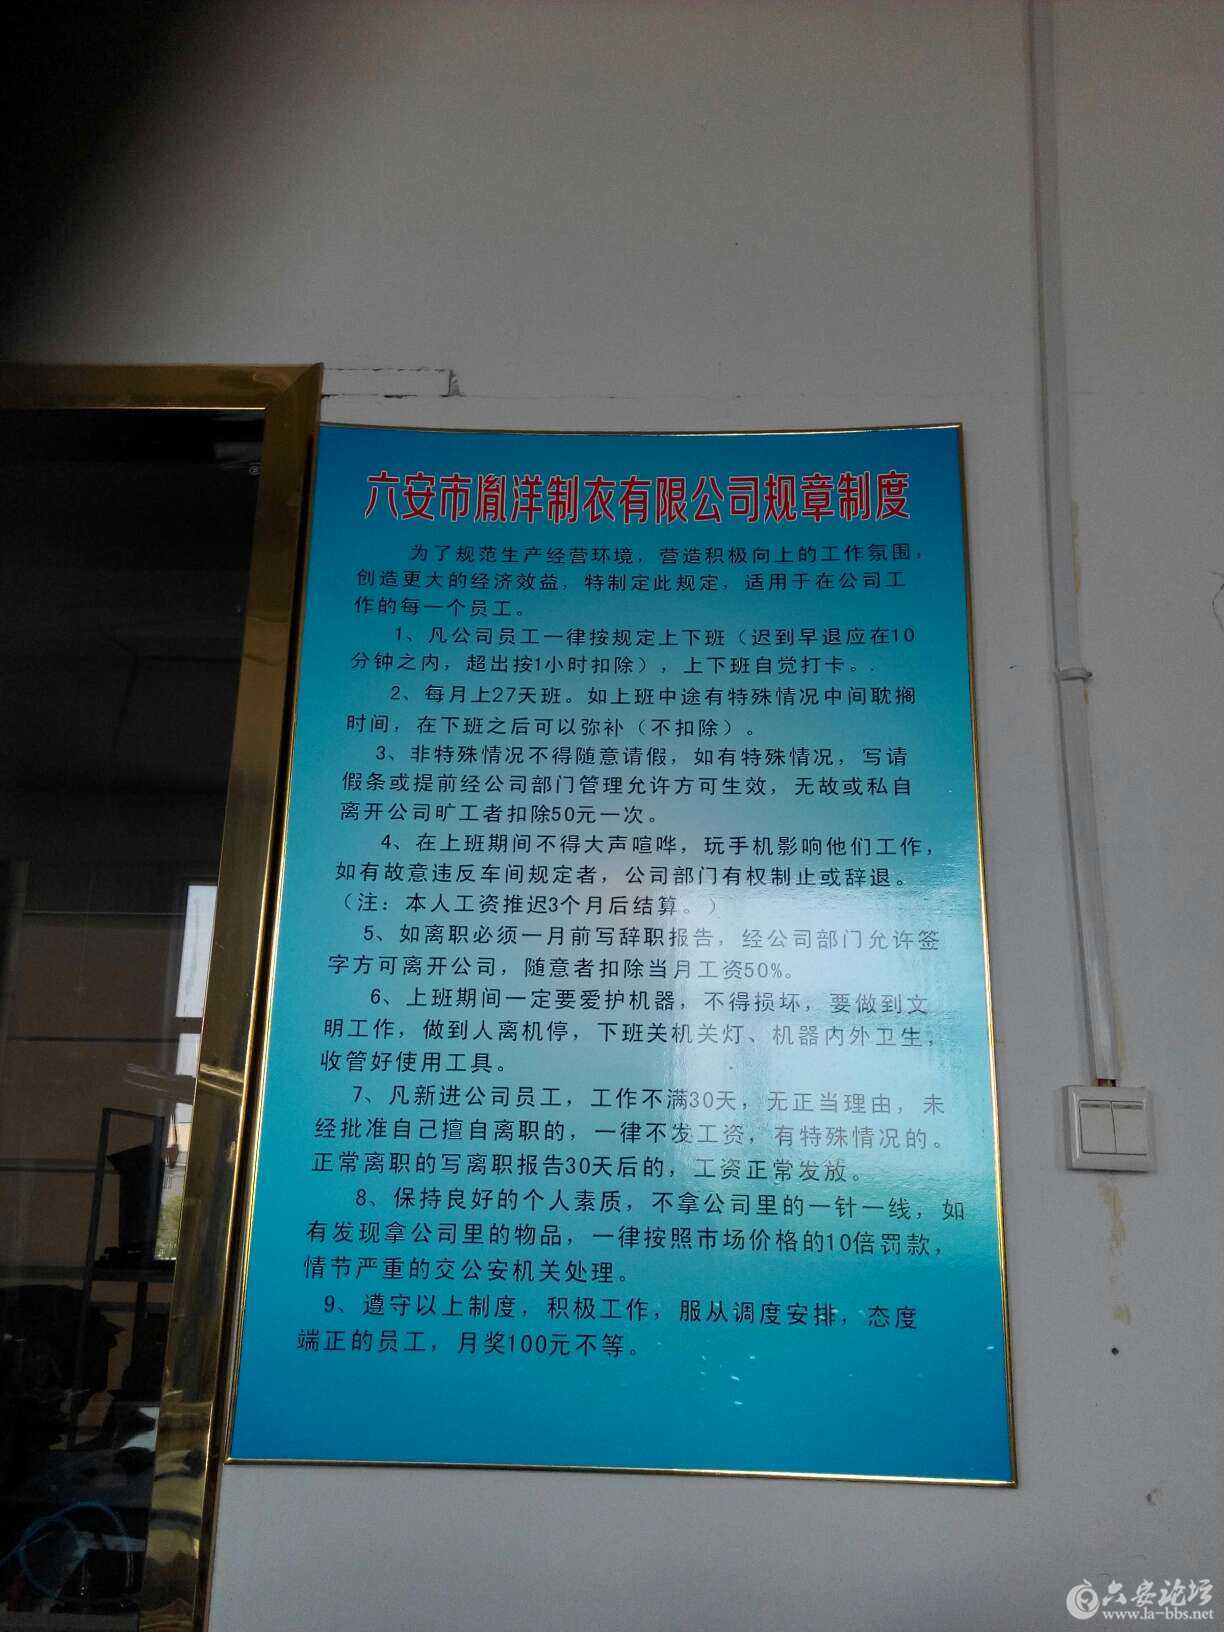 六安市胤洋制衣有限公司规章制度
为了规范生产经营环境，营造积极向上的工作氛围，
创造更大的经济效益，特制定此规定，适用于在公司工
作的每一个员工。
1、凡公司员工一律按规定上下班（迟到早退应在10
分钟之内，超出按1小时扣除），上下班自觉打卡。.
2、每月上27天班。如上班中途有特殊情况中间耽搁
时间，在下班之后可以弥补（不扣除）。
3、非特殊情况不得随意请假，如有特殊情况，写请
假条或提前经公司部门管理允许方可生效，无故或私自
离开公司旷工者扣除50元一次。
4、在上班期间不得大声喧哗，玩手机影响他们工作，
如有故意违反车间规定者，公司部门有权制止或辞退。
（注：本人工资推迟3个月后结算。）
5、如离职必须一月前写辞职报告，经公司部门允许签
字方可离开公司，随意者扣除当月工资50%。
6、上班期间一定要爱护机器，不得损坏，要做到文
明工作，做到人离机停，下班关机关灯、机器内外卫生，
收管好使用工具。
7、凡新进公司员工，工作不满30天，无正当理由，未
经批准自己擅自离职的，一律不发工资，有特殊情况的。
正常离职的写离职报告30天后的，工资正常发放。
8、保持良好的个人素质，不拿公司里的一针一线，如
有发现拿公司里的物品，一律按照市场价格的10倍罚款，
情节严重的交公安机关处理。
9、遵守以上制度，积极工作，服从调度安排，态度
端正的员工，月奖100元不等。
六安论坛
www.la-bbs.net